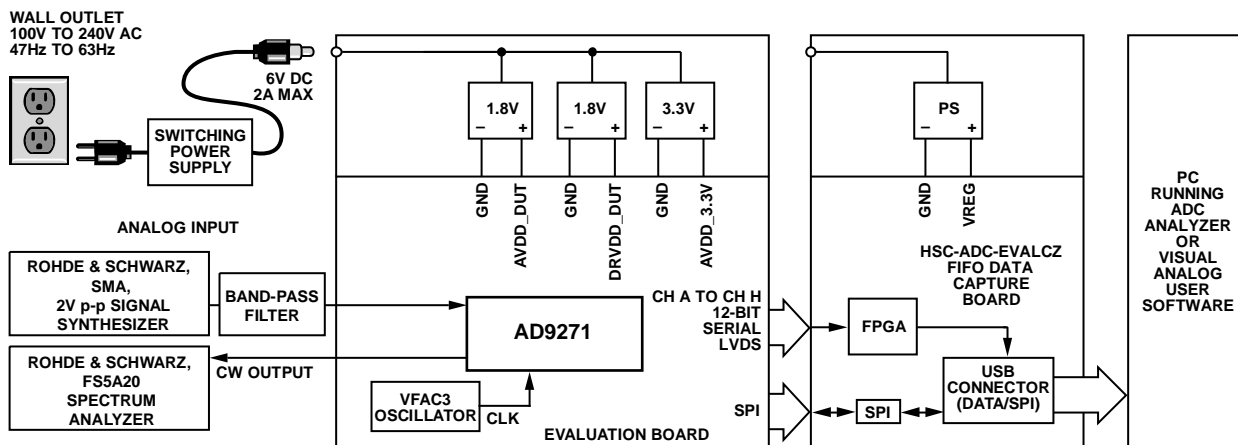 WALL OUTLET
100V TO 240V AC
47Hz TO 63Hz
6V DC
2A MAX
SWITCHING
POWER
SUPPLY
1.8V
– +
1.8V
– +
3.3V
– +
PS
– +
GND
AVDD_DUT
GND
DRVDD_DUT
GND
AVDD_3.3V
GND
VREG
ANALOG INPUT
ROHDE & SCHWARZ,
SMA,
2V p-p SIGNAL
SYNTHESIZER
BAND-PASS
FILTER
ROHDE & SCHWARZ,
FS5A20
SPECTRUM
ANALYZER
CW OUTPUT
AD9271
VFAC3
OSCILLATOR
CLK
EVALUATION BOARD
CH A TO CH H
12-BIT
SERIAL
LVDS
SPI
HSC-ADC-EVALCZ
FIFO DATA
CAPTURE
BOARD
FPGA
SPI
USB
CONNECTOR
(DATA/SPI)
PC
RUNNING
ADC
ANALYZER
OR
VISUAL
ANALOG
USER
SOFTWARE